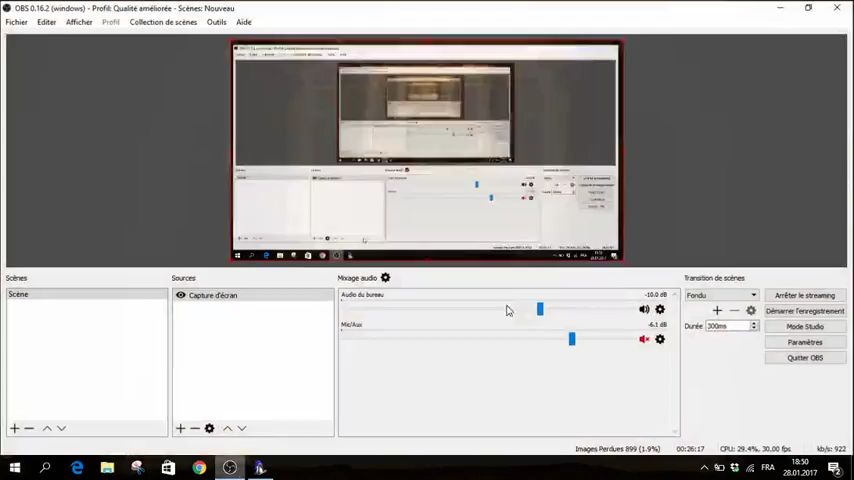 OBS 0.16.2 (windows) - Profil: Qualité améliorée - Scènes: Nouveau
Fichier Editer Afficher Profil Collection de scènes Outils Aide
Scènes Sources Mixage audio Transition de scènes
Scène Capture d'écran Audio du bureau -10.0 dB Fondu Arrêter le streaming
Démarrer l'enregistrement
Mic/Aux -6.1 dB Durée 300ms Mode Studio
Paramètres
Quitter OBS
Images Perdues 899 (1.9%) 00:26:17 CPU: 29.4%, 30,00 fps kb/s: 922
FRA 18:50
28.01.2017 2